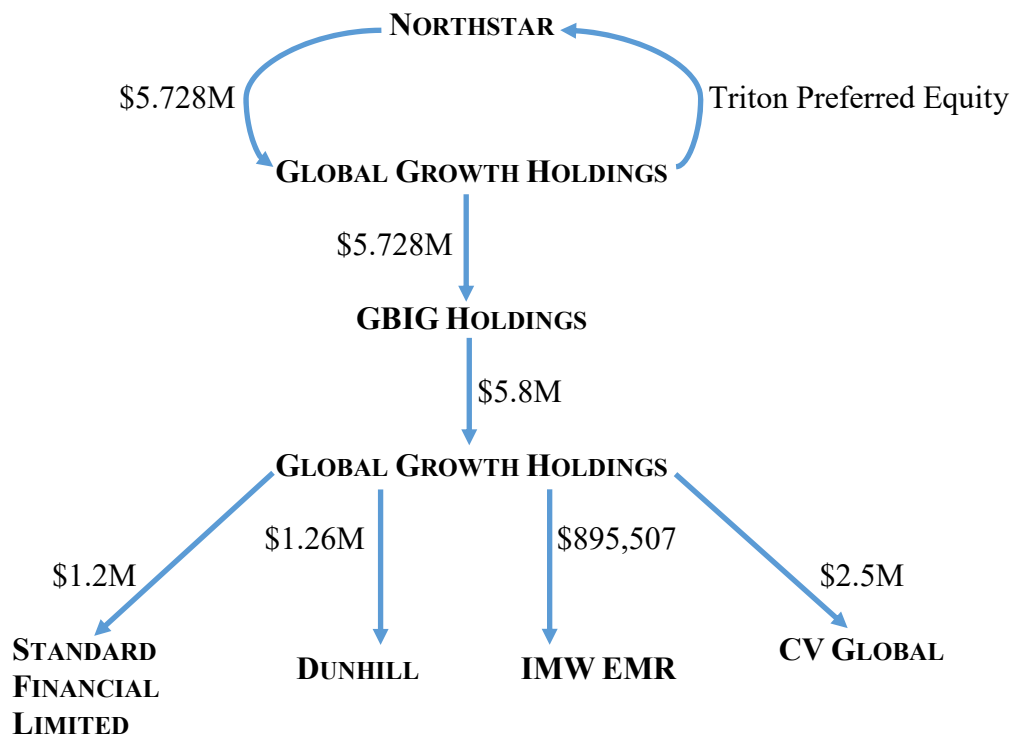 NORTHSTAR
$5.728M
Triton Preferred Equity
GLOBAL GROWTH HOLDINGS
$5.728M
GBIG HOLDINGS
$5.8M
GLOBAL GROWTH HOLDINGS
$1.26M
$895,507
$1.2M
$2.5M
STANDARD
FINANCIAL
LIMITED
DUNHILL
IMW EMR
CV GLOBAL